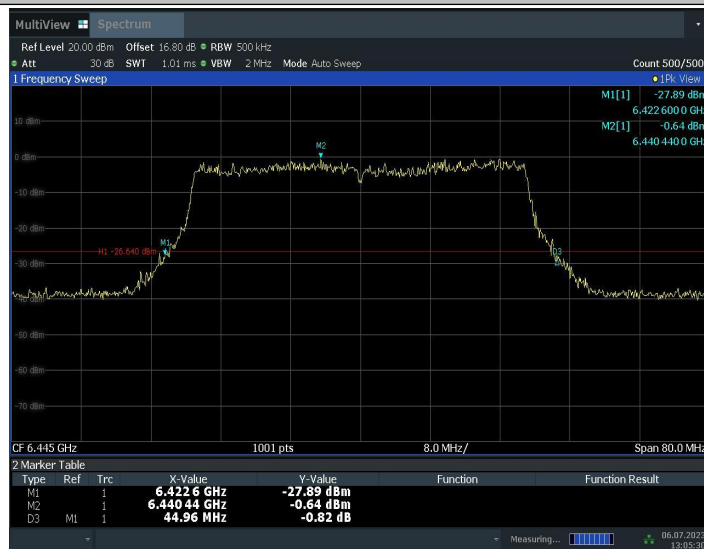 MultiView Spectrum
Ref Level 20.00 dBm Offset 16.80 dB RBW 500 kHz
Att 30 dB SWT 1.01 ms VBW 2 MHz Mode Auto Sweep Count 500/500
1 Frequency Sweep 1Pk View
M1[1] -27.89 dBm
6.422 600 0 GHz
10 dBm M2[1] -0.64 dBm
6.440 440 0 GHz
M2
0 dBm
-10 dBm
-20 dBm
M1
H1 -26.640 dBm D3
-30 dBm
-40 dBm
-50 dBm
-60 dBm
-70 dBm
CF 6.445 GHz 1001 pts 8.0 MHz/ Span 80.0 MHz
2 Marker Table
Type Ref Trc X-Value Y-Value Function Function Result
M1 1 6.422 6 GHz -27.89 dBm
M2 1 6.440 44 GHz -0.64 dBm
D3 M1 1 44.96 MHz -0.82 dB
Measuring... 06.07.2023
13:05:30